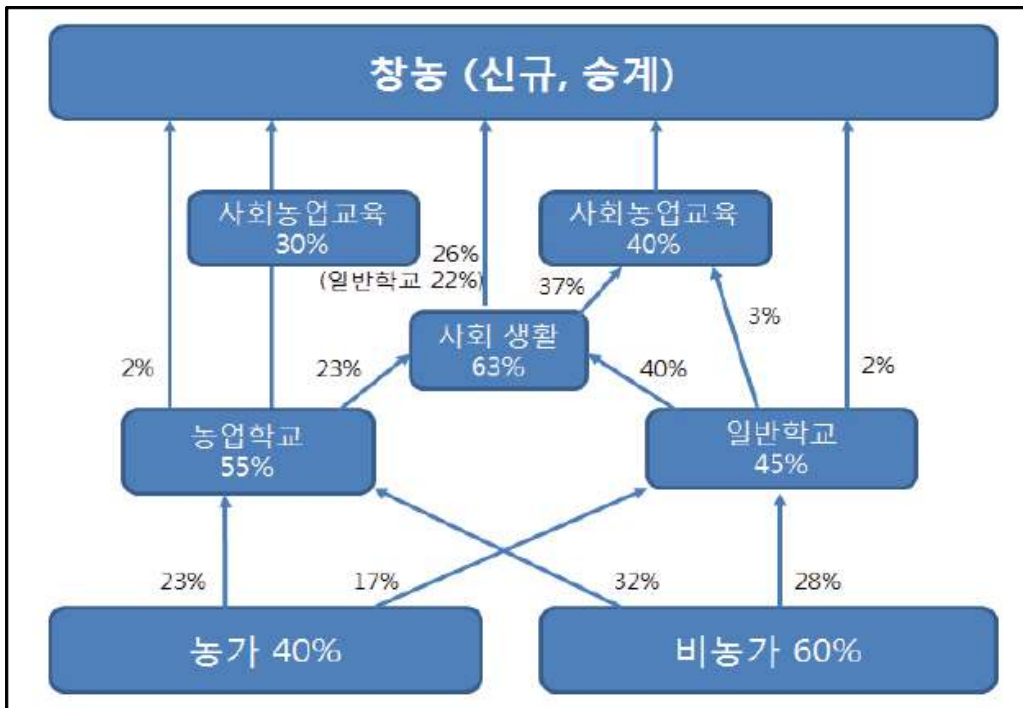 창농 (신규, 승계)
사회농업교육
30%
사회농업교육
40%
26%
(일반학교 22%)
37%
3%
사회 생활
63%
2%
23%
40%
2%
농업학교
55%
일반학교
45%
23%
17%
32%
28%
농가 40%
비농가 60%